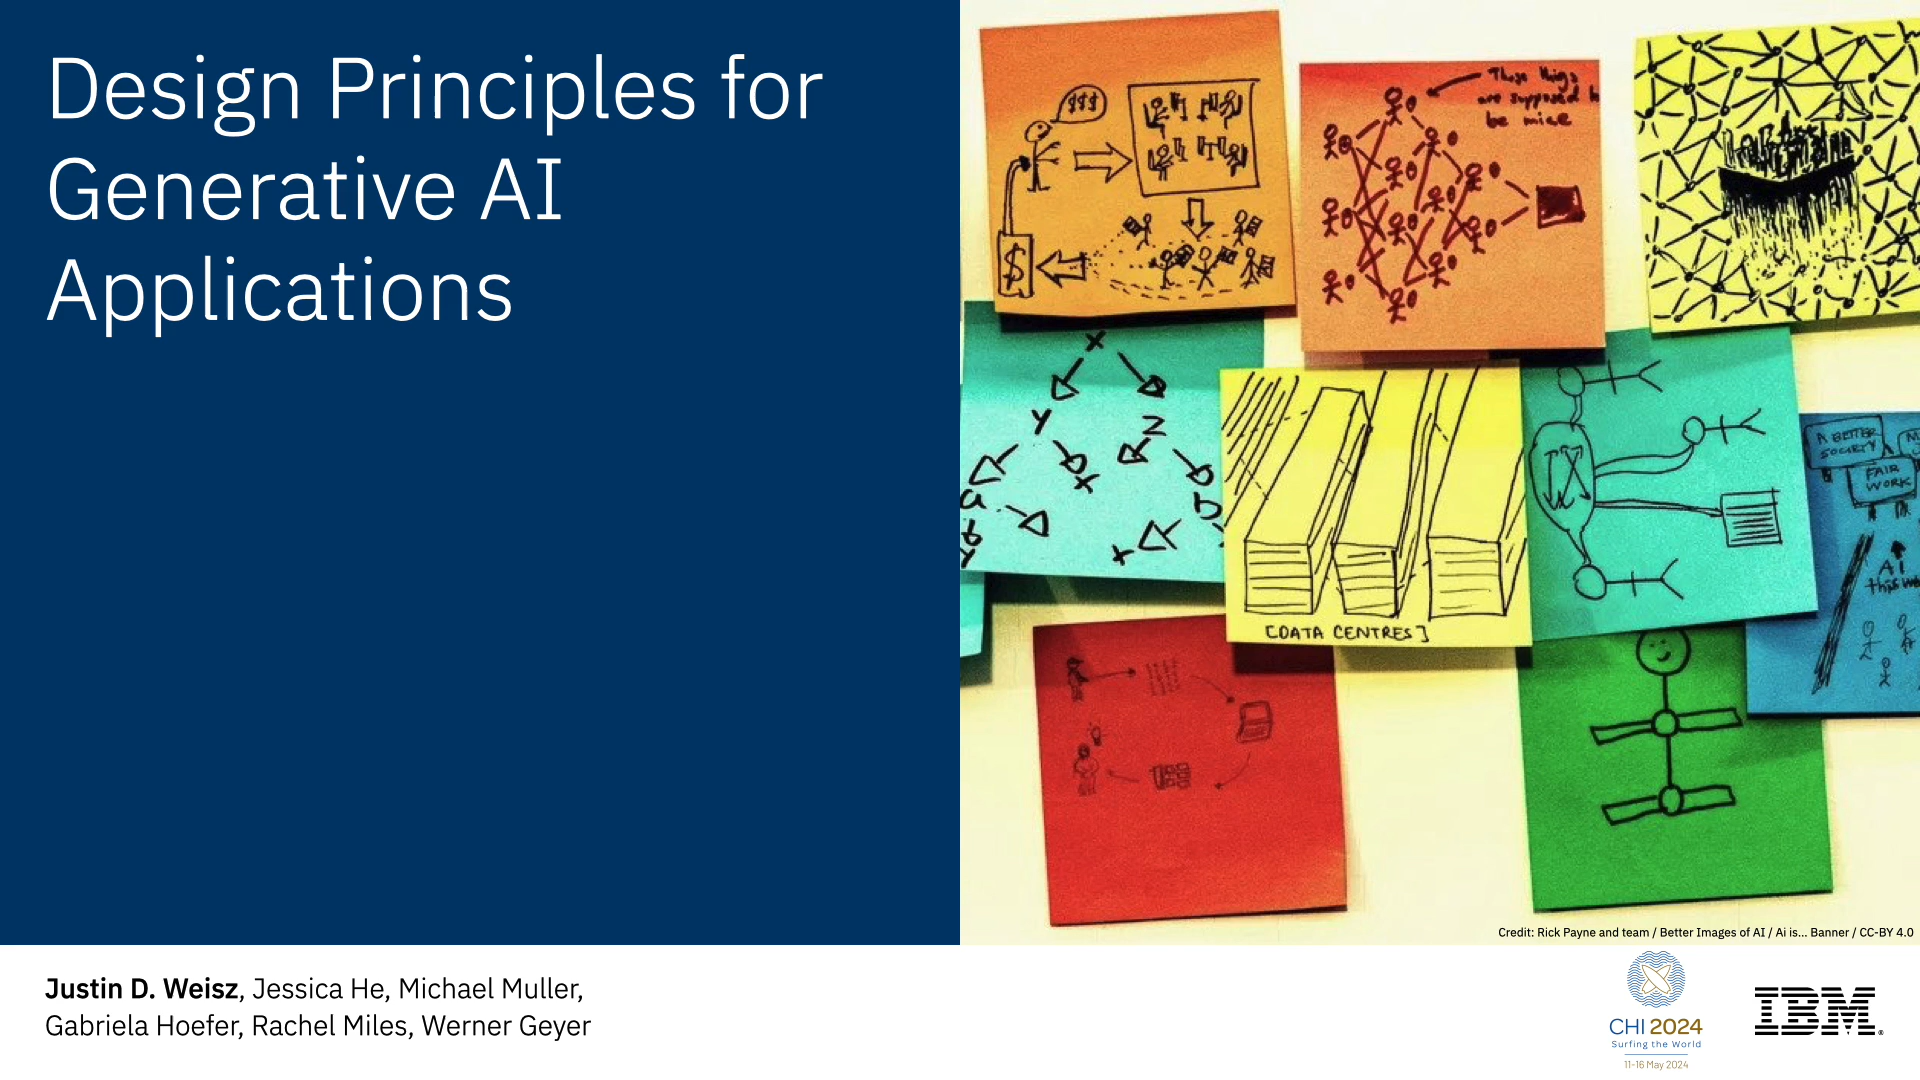 Design Principles for
Generative AI
Applications
$$$
$
These things
are supposed
be mice
X
Y
Z
X
a
b
b
Y
X
[DATA CENTRES]
A BETTER
SOCIETY
FAIR
WORK
AI
this
Credit: Rick Payne and team / Better Images of AI / Ai is... Banner / CC-BY 4.0
Justin D. Weisz, Jessica He, Michael Muller,
Gabriela Hoefer, Rachel Miles, Werner Geyer
CHI 2024
Surfing the World
11-16 May 2024
IBM®